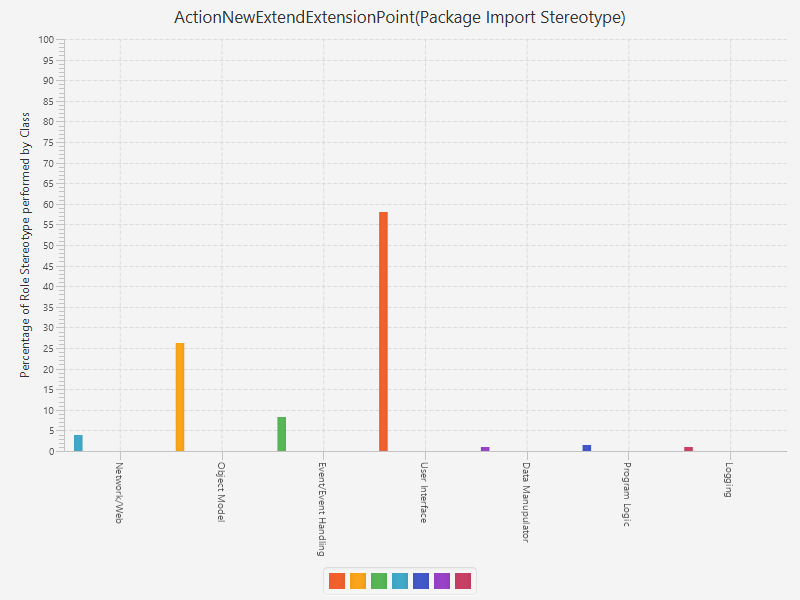 ActionNewExtendExtensionPoint(Package Import Stereotype)
Percentage of Role Stereotype performed by Class
100
95
90
85
80
75
70
65
60
55
50
45
40
35
30
25
20
15
10
5
0
Network/Web
Object Model
Event/Event Handling
User Interface
Data Manupulator
Program Logic
Logging